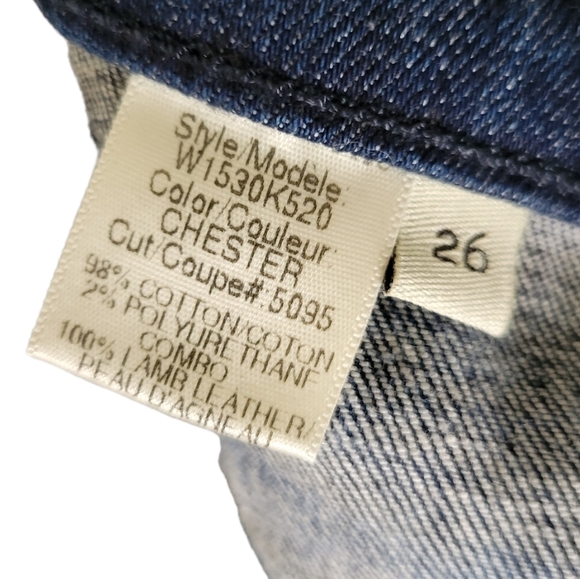 Style/Modèle:
W1530K520
Color/Couleur:
CHESTER
Cut/Coupe# 5095
98% COTTON/COTON
2% POLYURETHANE
COMBO
100% LAMB LEATHER/
PEAU D'AGNEAU
26